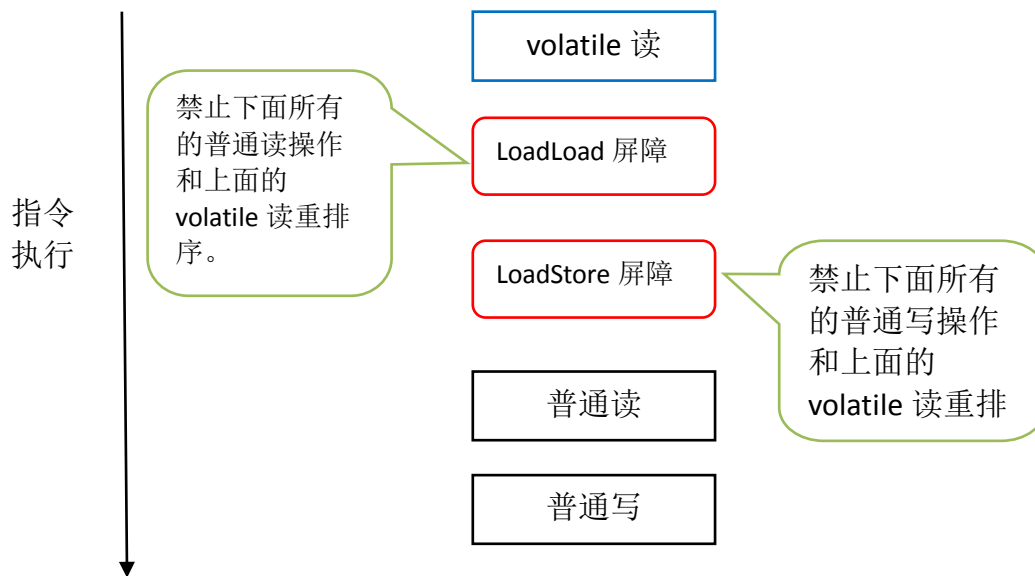 volatile 读
禁止下面所有
的普通读操作
和上面的
volatile 读重排
序。
LoadLoad 屏障
指令
执行
LoadStore 屏障
禁止下面所有
的普通写操作
和上面的
volatile 读重排
普通读
普通写